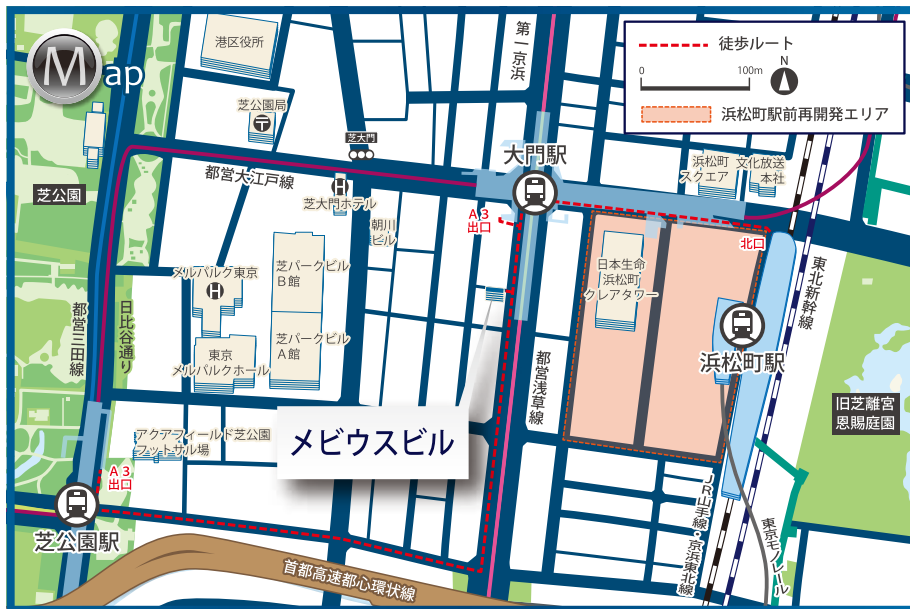 Map
港区役所
第一京浜
徒歩ルート
0
100m
N
浜松町駅前再開発エリア
芝公園局
芝大門
大門駅
浜松町
スクエア
文化放送
本社
都営大江戸線
芝公園
芝大門ホテル
A3
出口
朝川
ビル
北口
メルパルク東京
芝パークビル
B館
日本生命
浜松町
クレアタワー
東北新幹線
都営三田線
日比谷通り
東京
メルパルクホール
芝パークビル
A館
都営浅草線
浜松町駅
旧芝離宮
恩賜庭園
メビウスビル
アクアフィールド芝公園
フットサル場
A3
出口
芝公園駅
首都高速都心環状線
JR山手線・京浜東北線
東京モノレール